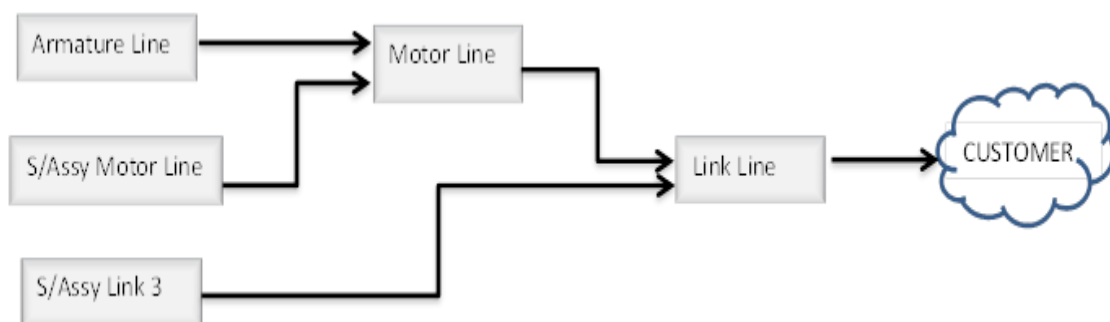 Armature Line
Motor Line
S/Assy Motor Line
Link Line
CUSTOMER
S/Assy Link 3